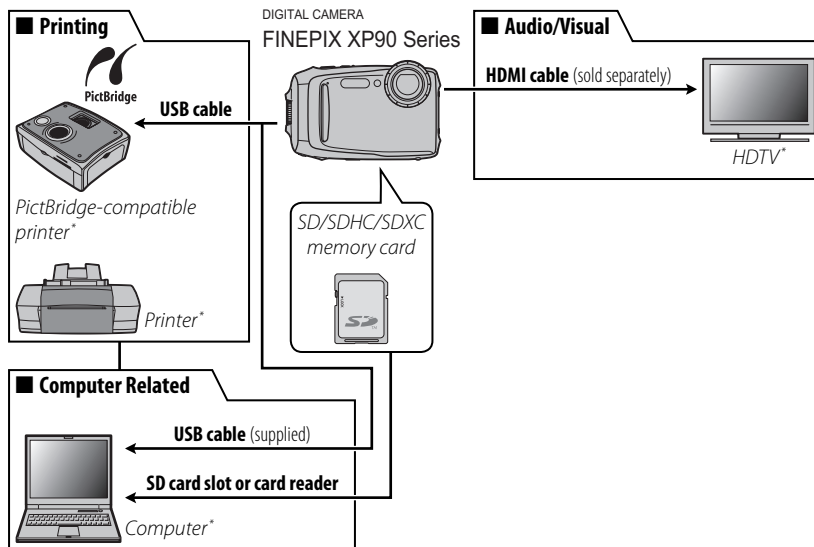 ■ Printing
PictBridge
USB cable
PictBridge-compatible
printer*
Printer*
DIGITAL CAMERA
FINEPIX XP90 Series
SD/SDHC/SDXC
memory card
SD
■ Audio/Visual
HDMI cable (sold separately)
HDTV*
■ Computer Related
USB cable (supplied)
SD card slot or card reader
Computer*